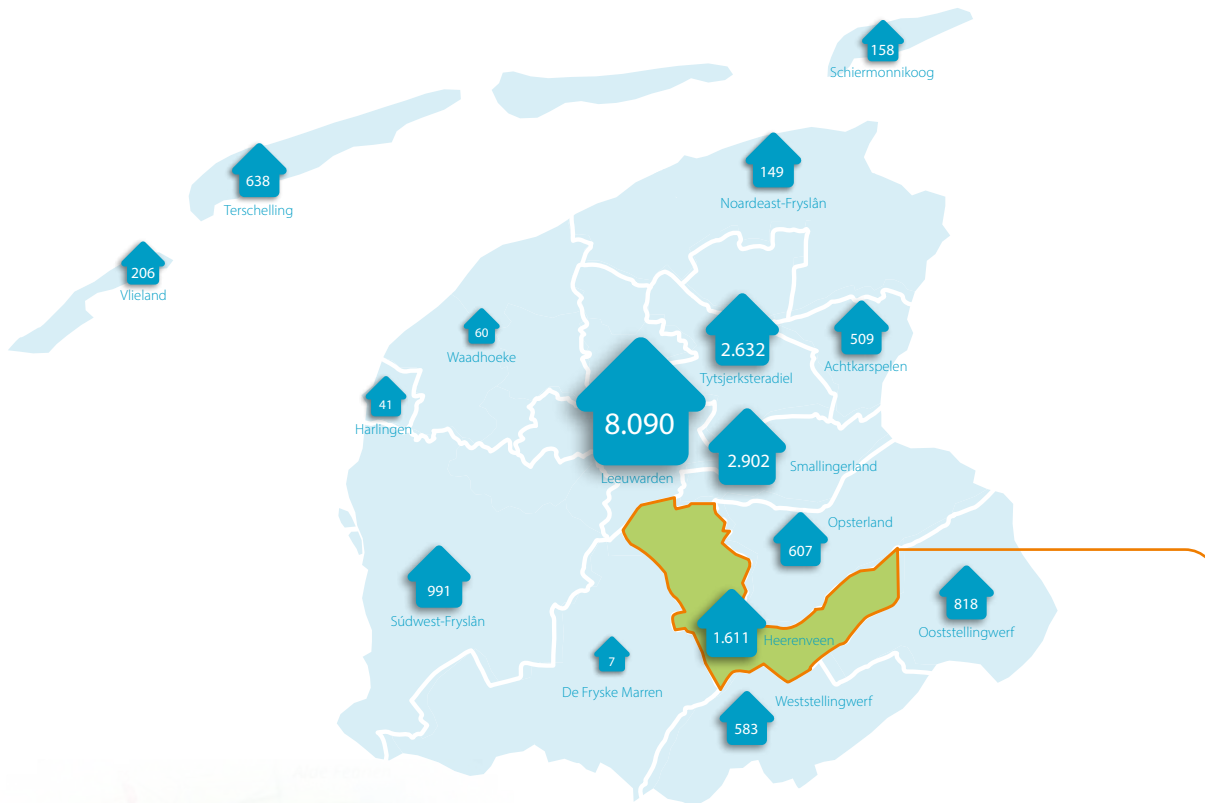 158
Schiermonnikoog
149
Noardeast-Fryslân
638
Terschelling
206
Vlieland
60
Waadhoeke
2.632
Tytsjerksteradiel
509
Achtkarspelen
41
Harlingen
8.090
Leeuwarden
2.902
Smallingerland
Opsterland
607
991
Súdwest-Fryslân
818
Ooststellingwerf
1.611
Heerenveen
7
De Fryske Marren
Weststellingwerf
583